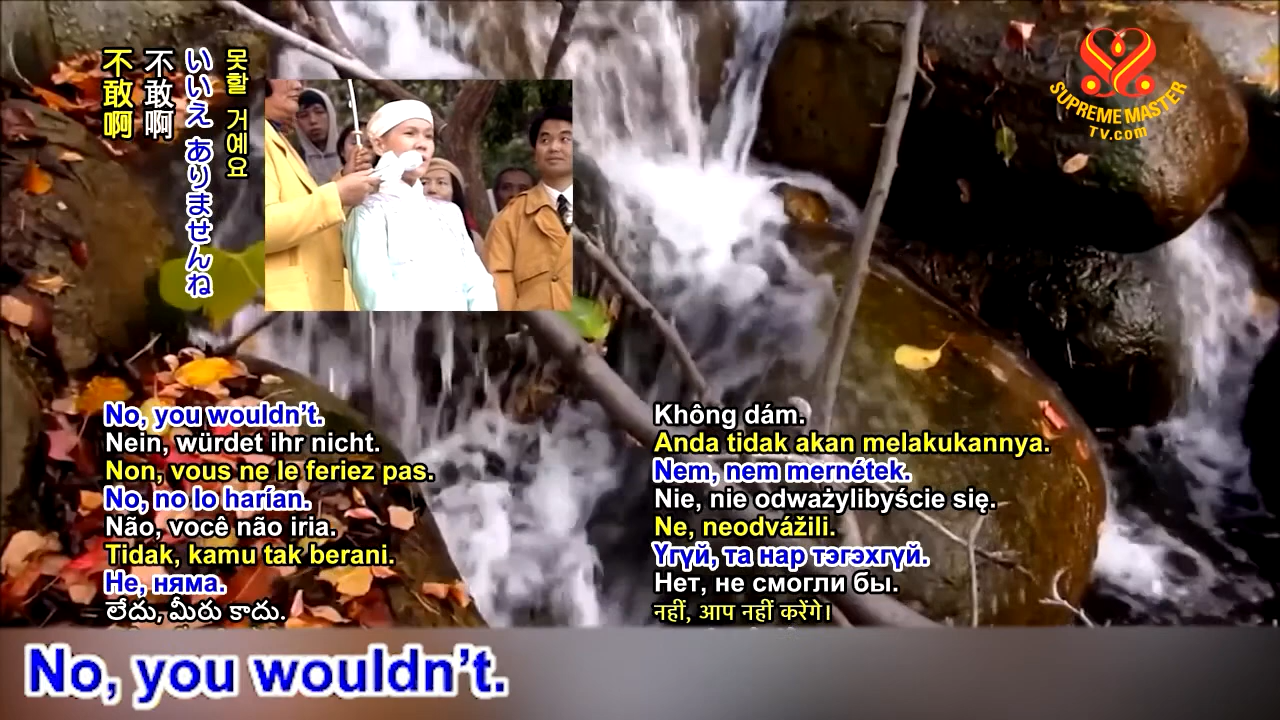 不敢啊
不敢啊
いいえ ありませんね
못할 거예요
SUPREME MASTER
TV.com
No, you wouldn't.
Nein, würdet ihr nicht.
Non, vous ne le feriez pas.
No, no lo harían.
Não, você não iria.
Tidak, kamu tak berani.
Не, няма.
లేదు, మీరు కాదు.
Không dám.
Anda tidak akan melakukannya.
Nem, nem mernétek.
Nie, nie odważylibyście się.
Ne, neodvážili.
Үгүй, та нар тэгэхгүй.
Нет, не смогли бы.
नहीं, आप नहीं करेंगे।
No, you wouldn't.